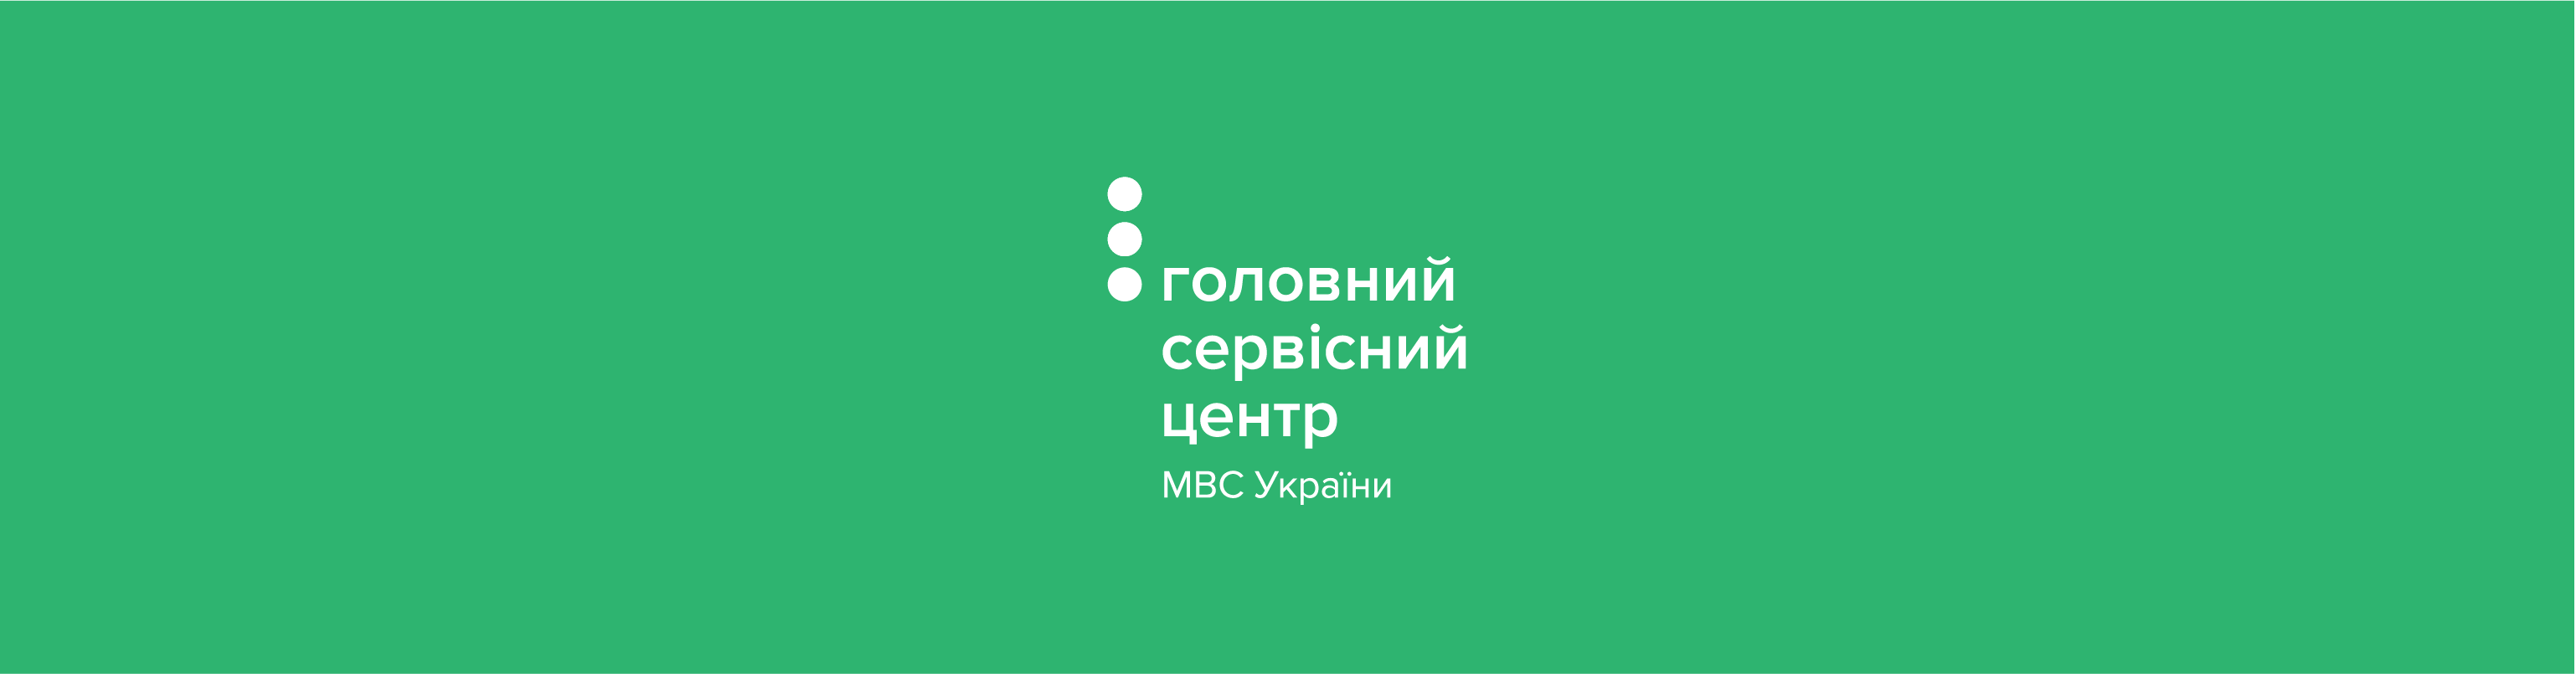 головний
сервісний
центр
МВС України